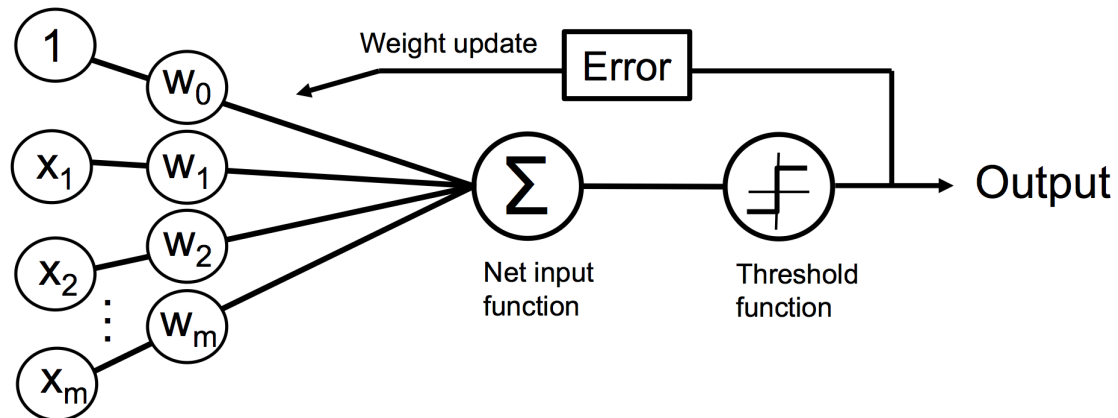 1
w0
x1
w1
x2
w2
⋮
xm
wm
Weight update
Error
Σ
Net input
function
Threshold
function
Output